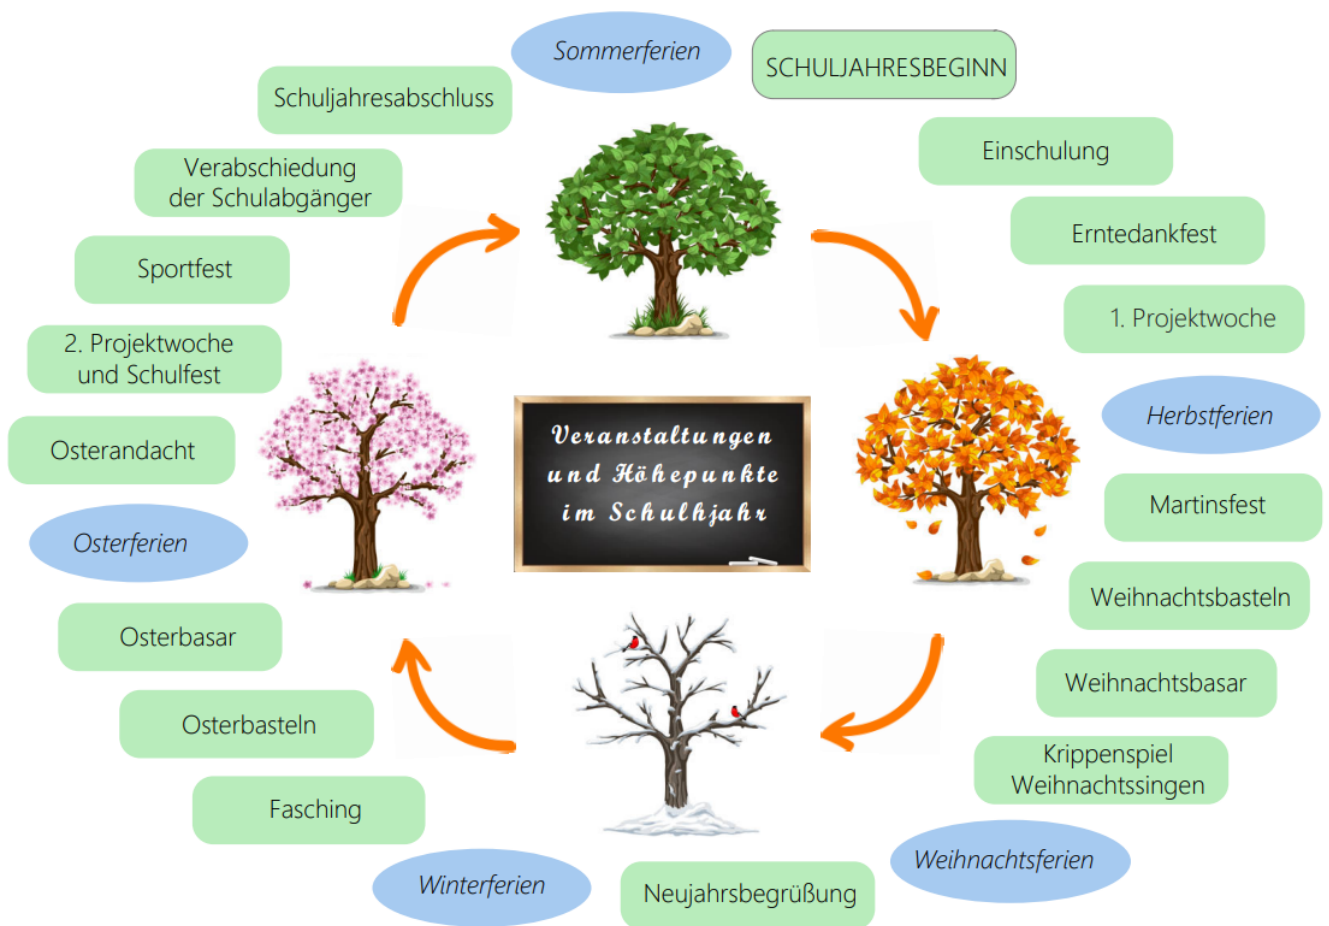 Sommerferien
SCHULJAHRESBEGINN
Einschulung
Erntedankfest
1. Projektwoche
Herbstferien
Martinsfest
Weihnachtsbasteln
Weihnachtsbasar
Krippenspiel
Weihnachtssingen
Weihnachtsferien
Neujahrsbegrüßung
Winterferien
Fasching
Osterbasteln
Osterbasar
Osterferien
Osterandacht
2. Projektwoche
und Schulfest
Sportfest
Verabschiedung
der Schulabgänger
Schuljahresabschluss
Veranstaltungen
und Höhepunkte
im Schulhjahr